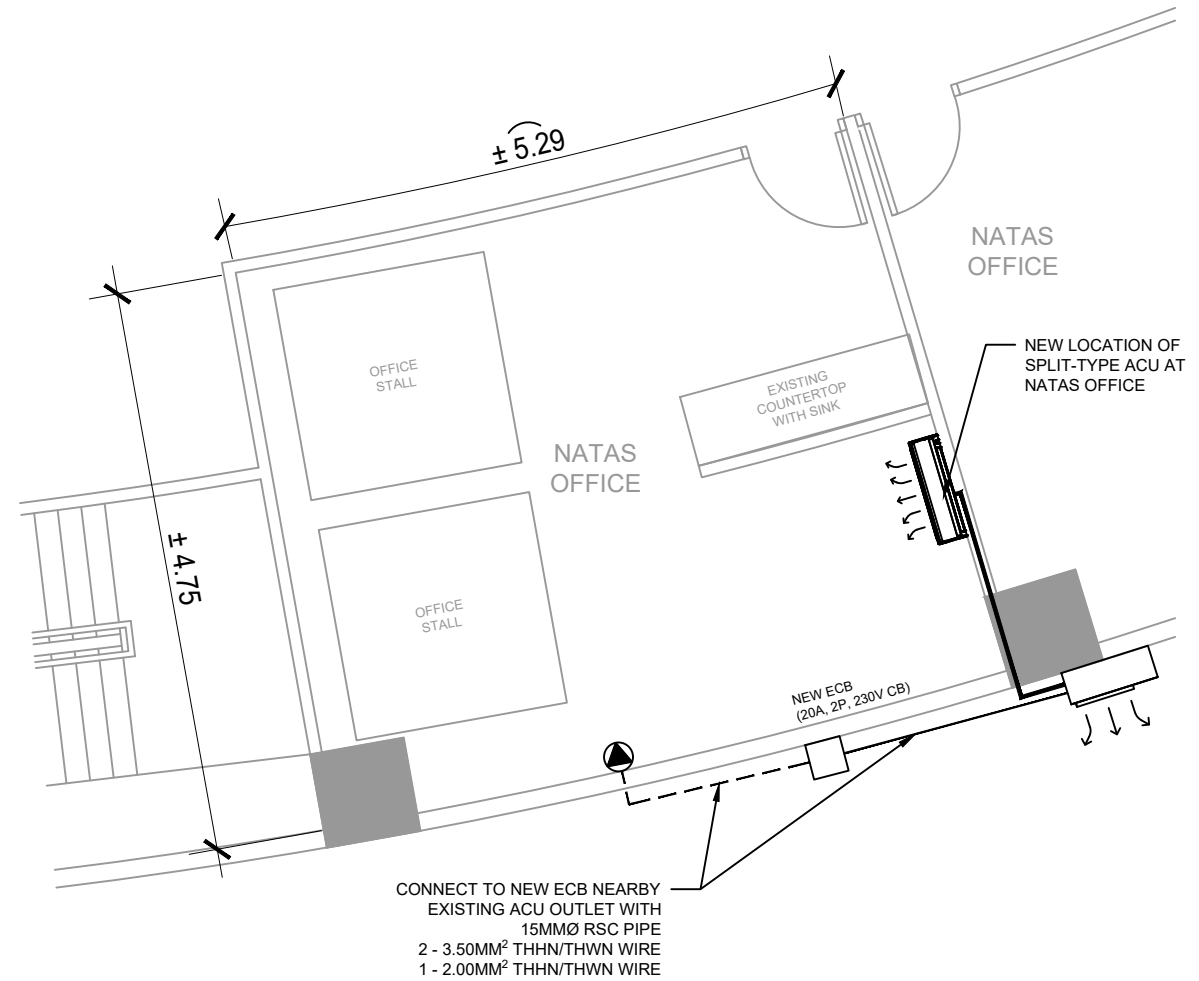 ± 5.29
NATAS
OFFICE
NEW LOCATION OF
SPLIT-TYPE ACU AT
NATAS OFFICE
OFFICE
STALL
EXISTING
COUNTERTOP
WITH SINK
NATAS
OFFICE
± 4.75
OFFICE
STALL
NEW ECB
(20A, 2P, 230V CB)
CONNECT TO NEW ECB NEARBY
EXISTING ACU OUTLET WITH
15MMØ RSC PIPE
2 - 3.50MM² THHN/THWN WIRE
1 - 2.00MM² THHN/THWN WIRE